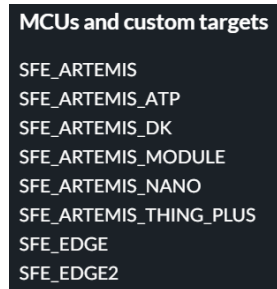 MCUs and custom targets
SFE_ARTEMIS
SFE_ARTEMIS_ATP
SFE_ARTEMIS_DK
SFE_ARTEMIS_MODULE
SFE_ARTEMIS_NANO
SFE_ARTEMIS_THING_PLUS
SFE_EDGE
SFE_EDGE2